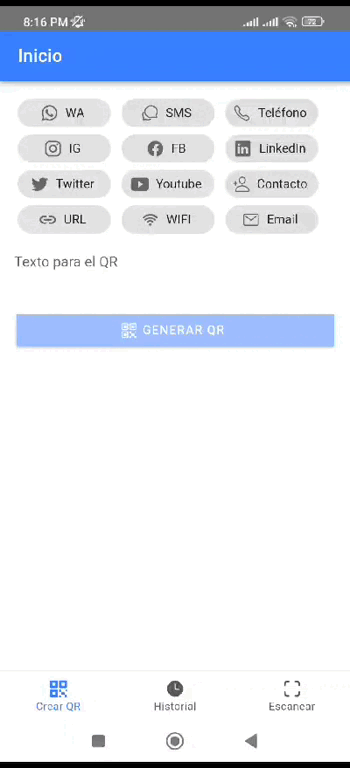 8:16 PM
72
Inicio
WA SMS Teléfono
IG FB LinkedIn
Twitter Youtube Contacto
URL WIFI Email
Texto para el QR
GENERAR QR
Crear QR Historial Escanear